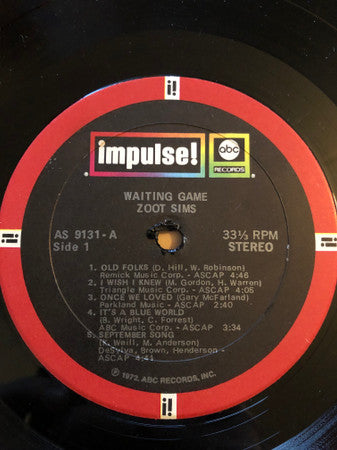 i!
impulse!
abc
RECORDS
WAITING GAME
ZOOT SIMS
AS 9131-A
33⅓ RPM
Side 1
STEREO
1. OLD FOLKS (D. Hill, W. Robinson)
Remick Music Corp. - ASCAP 4:46
2. I WISH I KNEW (M. Gordon, H. Warren)
Triangle Music Corp. - ASCAP 4:05
3. ONCE WE LOVED (Gary McFarland)
Parkland Music - ASCAP 2:40
4. IT'S A BLUE WORLD
(B. Wright, C. Forrest)
ABC Music Corp. - ASCAP 3:34
5. SEPTEMBER SONG
(K. Weill, M. Anderson)
DeSylva, Brown, Henderson -
ASCAP 4:41
Ⓟ 1972, ABC RECORDS, INC.
i!
i!
i!